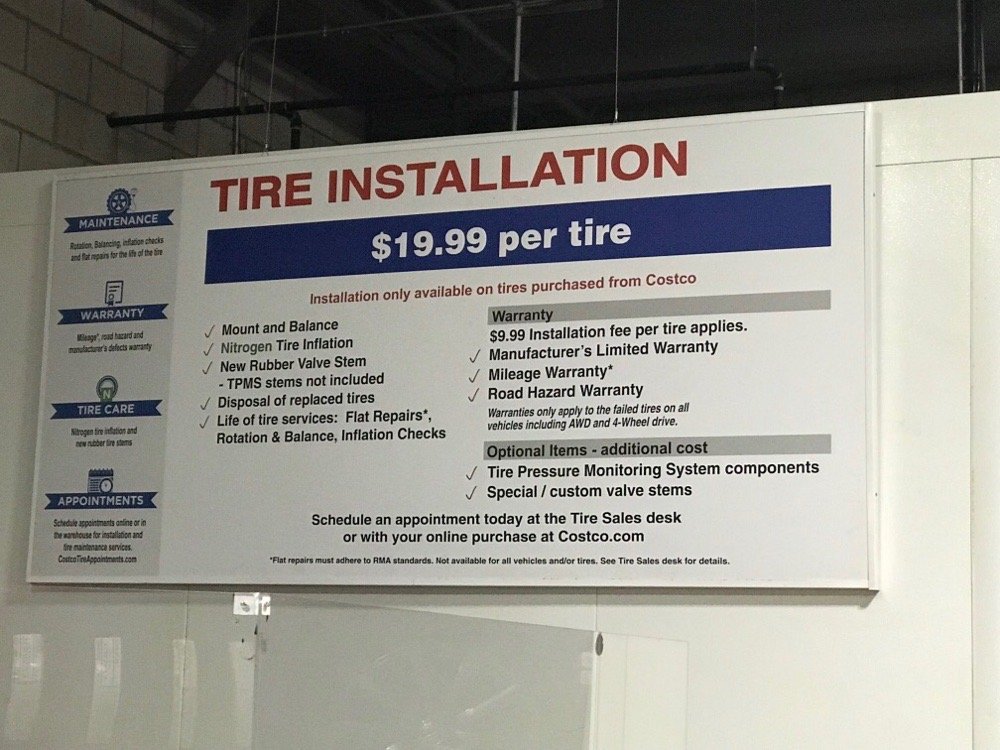 TIRE INSTALLATION
$19.99 per tire
Installation only available on tires purchased from Costco
MAINTENANCE
Rotation, Balancing, inflation checks
and flat repairs for the life of the tire
WARRANTY
Mileage*, road hazard and
manufacturer's defects warranty
N
TIRE CARE
Nitrogen tire inflation and
new rubber tire stems
APPOINTMENTS
Schedule appointments online or in
the warehouse for installation and
tire maintenance services.
CostcoTireAppointments.com
✓ Mount and Balance
✓ Nitrogen Tire Inflation
✓ New Rubber Valve Stem
- TPMS stems not included
✓ Disposal of replaced tires
✓ Life of tire services: Flat Repairs*,
Rotation & Balance, Inflation Checks
Warranty
$9.99 Installation fee per tire applies.
✓ Manufacturer's Limited Warranty
✓ Mileage Warranty*
✓ Road Hazard Warranty
Warranties only apply to the failed tires on all
vehicles including AWD and 4-Wheel drive.
Optional Items - additional cost
✓ Tire Pressure Monitoring System components
✓ Special / custom valve stems
Schedule an appointment today at the Tire Sales desk
or with your online purchase at Costco.com
*Flat repairs must adhere to RMA standards. Not available for all vehicles and/or tires. See Tire Sales desk for details.